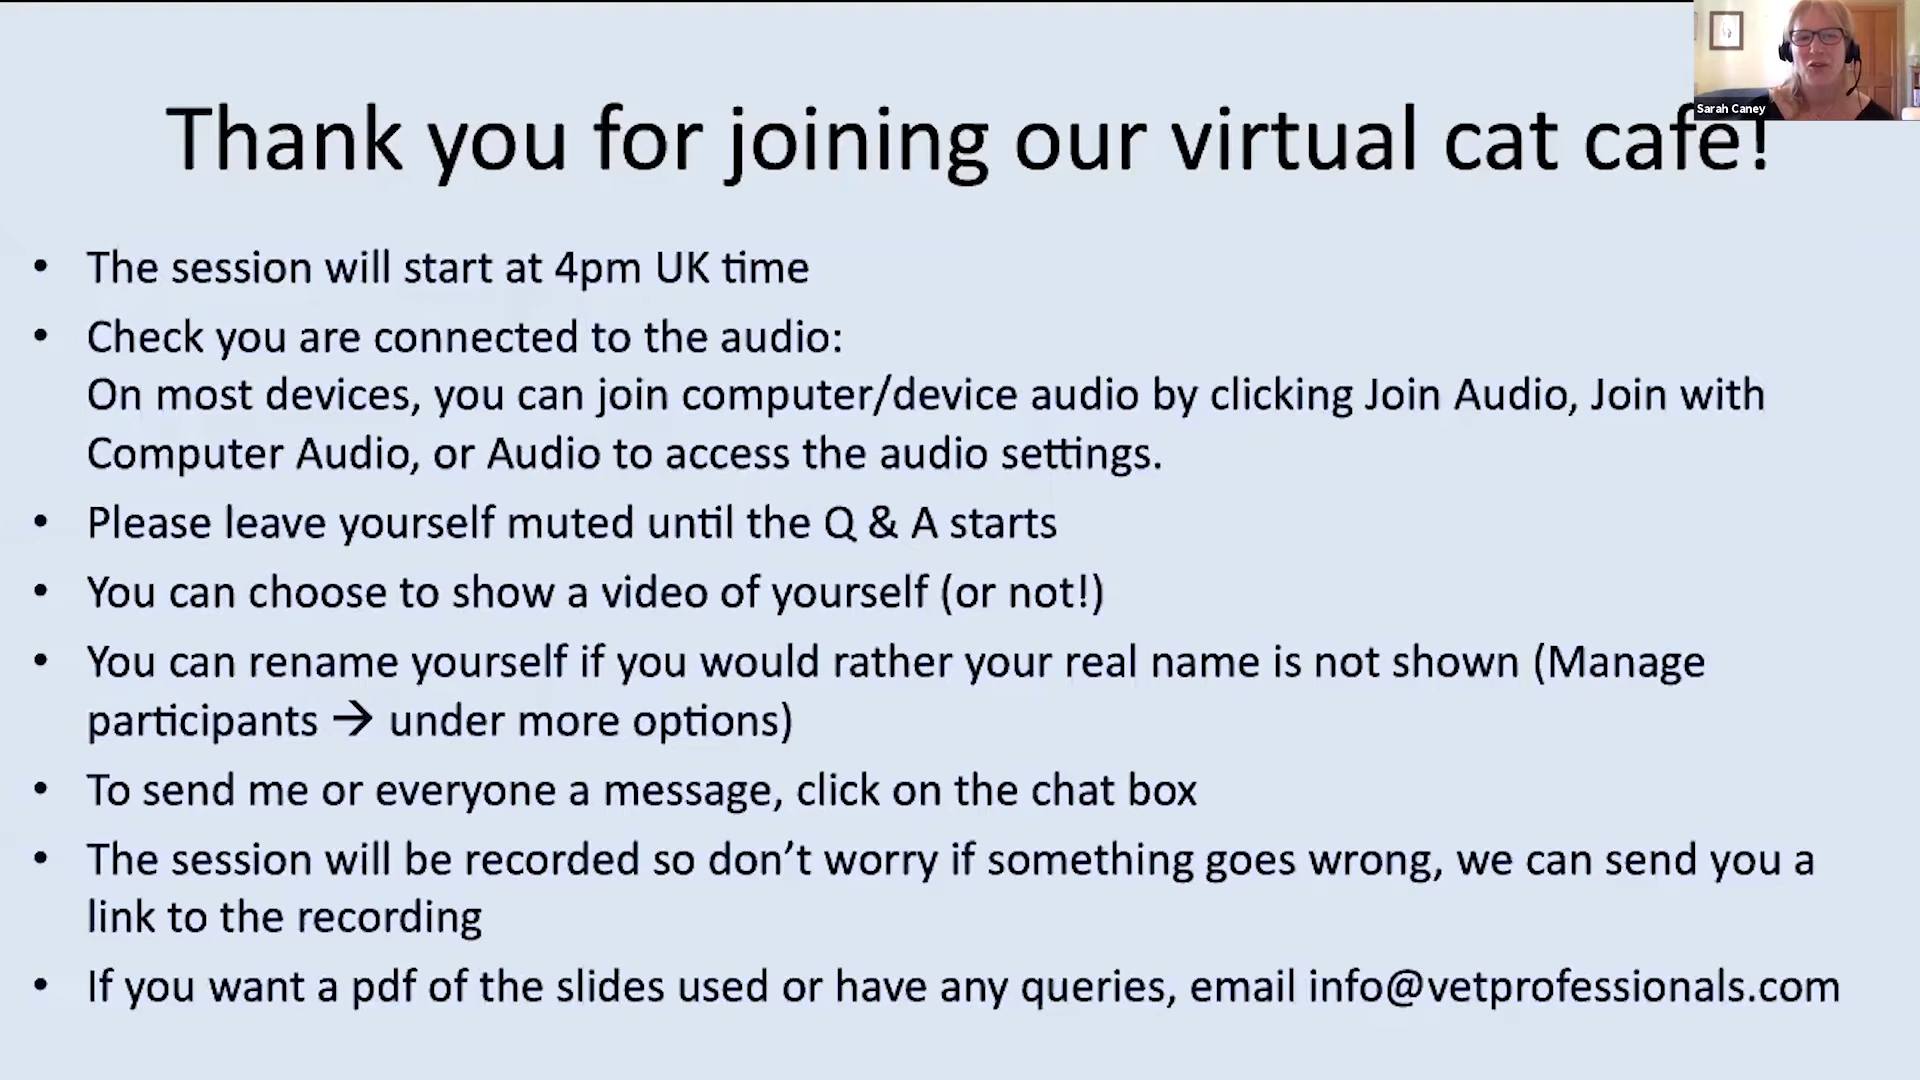 Sarah Caney
Thank you for joining our virtual cat cafe!
• The session will start at 4pm UK time
• Check you are connected to the audio:
On most devices, you can join computer/device audio by clicking Join Audio, Join with
Computer Audio, or Audio to access the audio settings.
• Please leave yourself muted until the Q & A starts
• You can choose to show a video of yourself (or not!)
• You can rename yourself if you would rather your real name is not shown (Manage
participants → under more options)
• To send me or everyone a message, click on the chat box
• The session will be recorded so don’t worry if something goes wrong, we can send you a
link to the recording
• If you want a pdf of the slides used or have any queries, email info@vetprofessionals.com